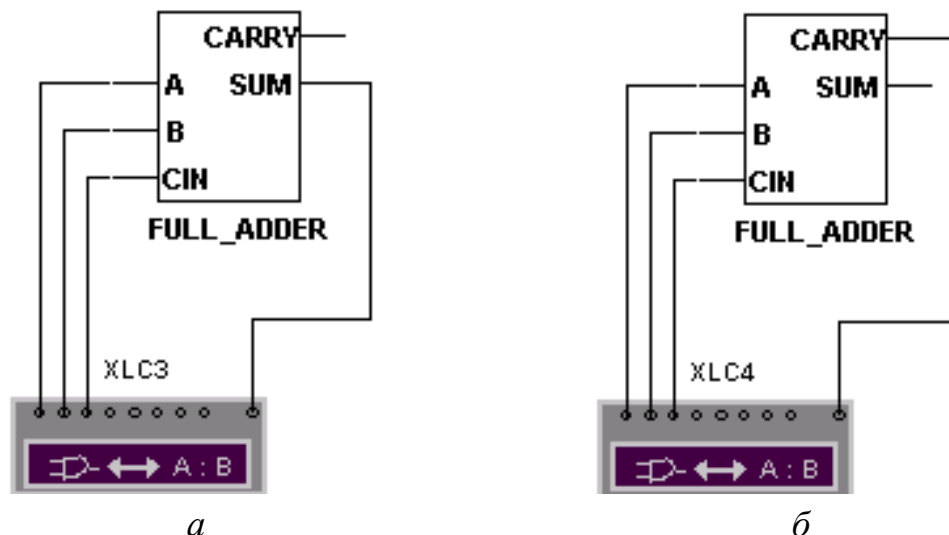 CARRY
A SUM
B
CIN
FULL_ADDER
XLC3
A : B
а
CARRY
A SUM
B
CIN
FULL_ADDER
XLC4
A : B
б